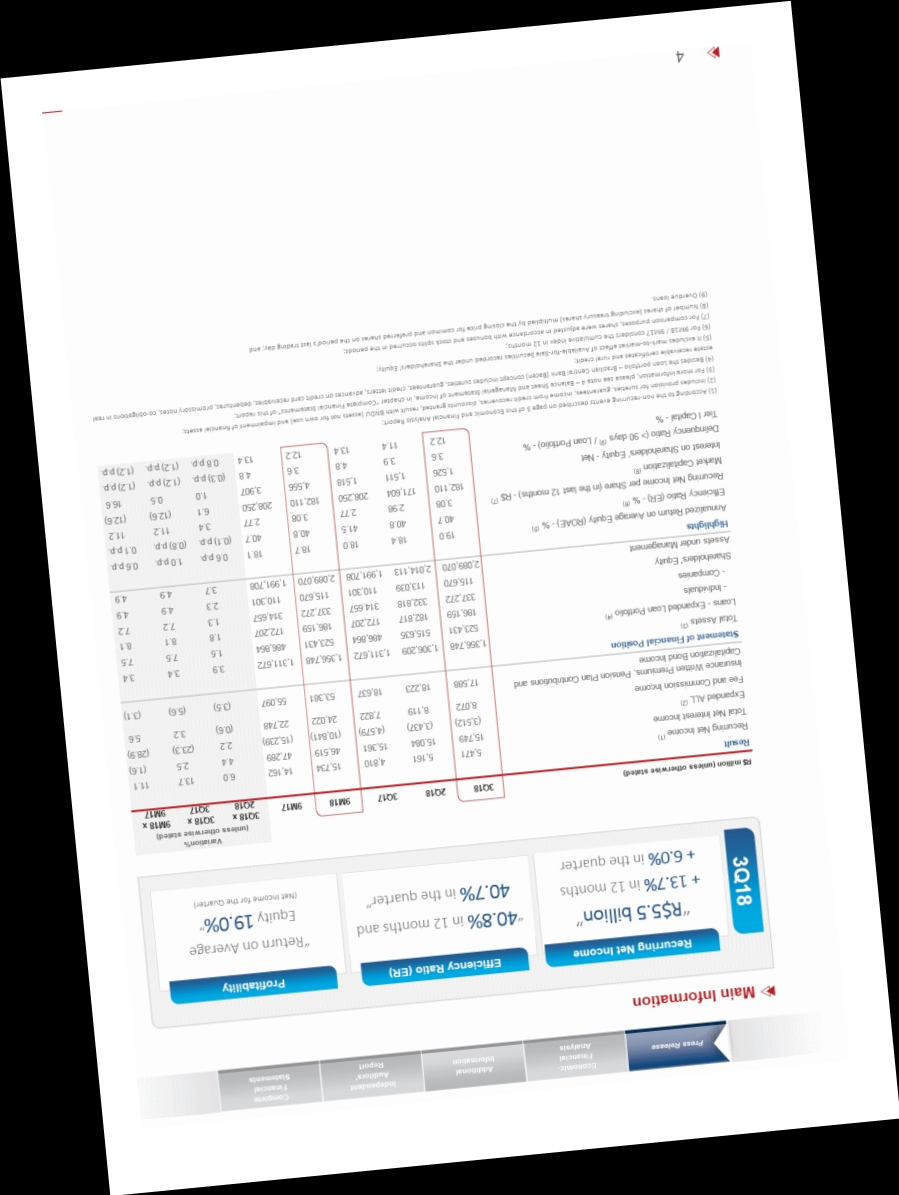 Press Release
Economic-
Financial
Analysis
Additional
Information
Independent
Auditors'
Report
Complete
Financial
Statements
Main Information
3Q18
Recurring Net Income
“R$5.5 billion”
+ 13.7% in 12 months
+ 6.0% in the quarter
Efficiency Ratio (ER)
“40.8% in 12 months and
40.7% in the quarter”
Profitability
“Return on Average
Equity 19.0%”
(Net Income for the Quarter)
Variation%
(unless otherwise stated)
R$ million (unless otherwise stated) 3Q18 2Q18 3Q17 9M18 9M17 3Q18 x 2Q18 3Q18 x 3Q17 9M18 x 9M17
Result
Recurring Net Income (1) 5,471 5,161 4,810 15,734 14,162 6.0 13.7 11.1
Total Net Interest Income 15,749 15,084 15,361 46,519 47,289 4.4 2.5 (1.6)
Expanded ALL (2) (3,512) (3,437) (4,579) (10,841) (15,239) 2.2 (23.3) (28.9)
Fee and Commission Income 8,072 8,119 7,822 24,022 22,748 (0.6) 3.2 5.6
Insurance Written Premiums, Pension Plan Contributions and
Capitalization Bond Income 17,588 18,223 18,637 53,381 55,097 (3.5) (5.6) (3.1)
Statement of Financial Position
Total Assets (3) 1,356,748 1,306,209 1,311,672 1,356,748 1,311,672 3.9 3.4 3.4
Loans - Expanded Loan Portfolio (4) 523,431 515,635 486,864 523,431 486,864 1.5 7.5 7.5
- Individuals 186,159 182,817 172,207 186,159 172,207 1.8 8.1 8.1
- Companies 337,272 332,818 314,657 337,272 314,657 1.3 7.2 7.2
Shareholders' Equity 115,670 113,039 110,301 115,670 110,301 2.3 4.9 4.9
Assets under Management 2,089,070 2,014,113 1,991,708 2,089,070 1,991,708 3.7 4.9 4.9
Highlights
Annualized Return on Average Equity (ROAE) - % (5) 19.0 18.4 18.0 18.7 18.1 0.6 p.p. 1.0 p.p. 0.6 p.p.
Efficiency Ratio (ER) - % (6) 40.7 40.8 41.5 40.8 40.7 (0.1) p.p. (0.8) p.p. 0.1 p.p.
Recurring Net Income per Share (in the last 12 months) - R$ (7) 3.08 2.98 2.77 3.08 2.77 3.4 11.2 11.2
Market Capitalization (8) 182,110 171,604 208,250 182,110 208,250 6.1 (12.6) (12.6)
Interest on Shareholders' Equity - Net 1,526 1,511 1,518 4,556 3,907 1.0 0.5 16.6
Delinquency Ratio (> 90 days (9) / Loan Portfolio) - % 3.6 3.9 4.8 3.6 4.8 (0.3) p.p. (1.2) p.p. (1.2) p.p.
Tier I Capital - % 12.2 11.4 13.4 12.2 13.4 0.8 p.p. (1.2) p.p. (1.2) p.p.
(1) According to the non-recurring events described on page 5 of this Economic and Financial Analysis Report;
(2) Includes provision for sureties, guarantees, income from credit recoveries, discounts granted, result with BNDU (assets not for own use) and impairment of financial assets;
(3) For more information, please see note 4 – Balance Sheet and Managerial Statement of Income, in chapter “Complete Financial Statements” of this report;
(4) Besides the Loan portfolio – Brazilian Central Bank (Bacen) concept includes sureties, guarantees, credit letters, advances on credit card receivables, debentures, promissory notes, co-obligations in real
estate receivable certificates and rural credit;
(5) It excludes mark-to-market effect of Available-for-Sale Securities recorded under the Shareholders' Equity;
(6) For 9M18 / 9M17 considers the cumulative index in 12 months;
(7) For comparison purposes, shares were adjusted in accordance with bonuses and stock splits occurred in the periods;
(8) Number of shares (excluding treasury shares) multiplied by the closing price for common and preferred shares on the period's last trading day; and
(9) Overdue loans.
4